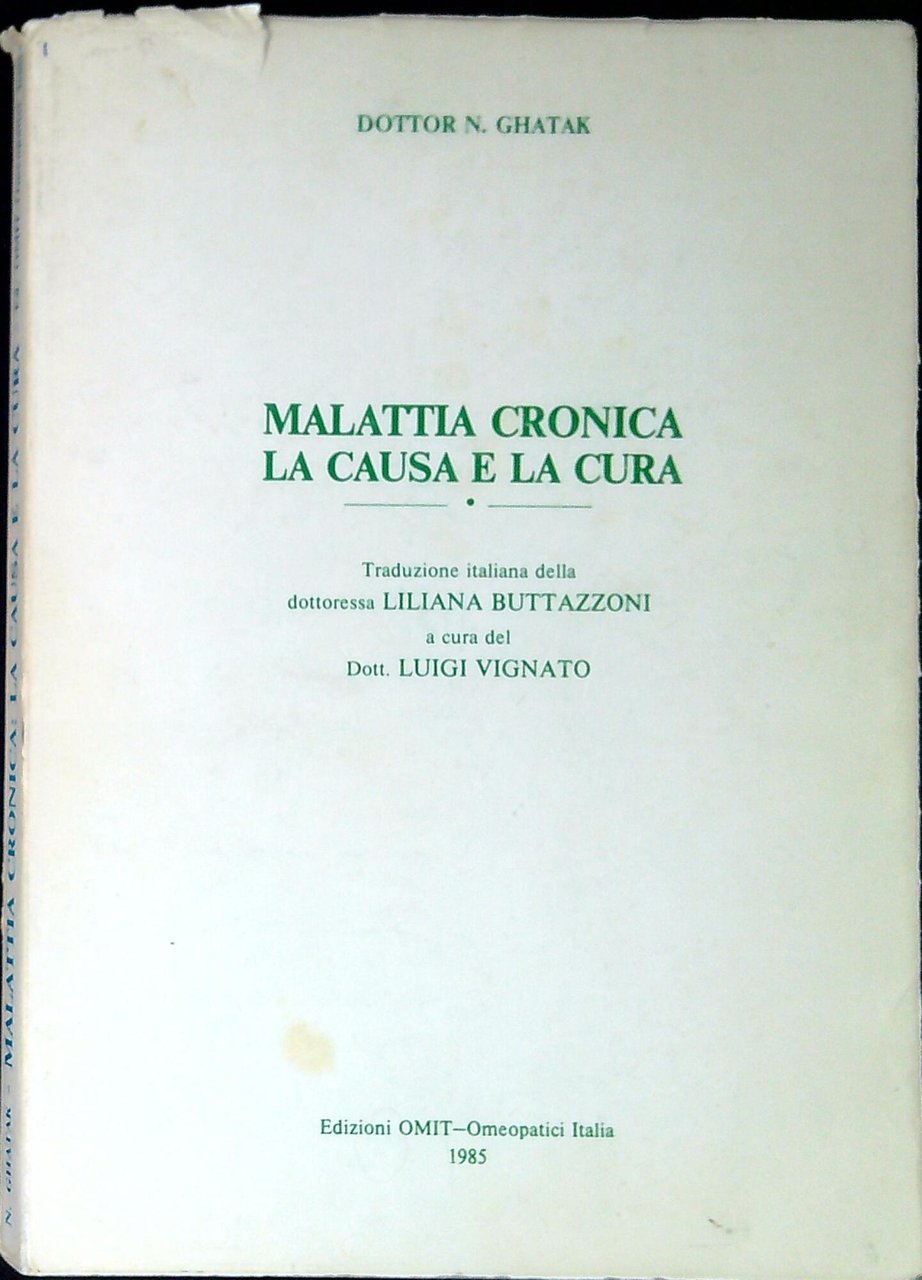 DOTTOR N. GHATAK
MALATTIA CRONICA
LA CAUSA E LA CURA
Traduzione italiana della
dottoressa LILIANA BUTTAZZONI
a cura del
Dott. LUIGI VIGNATO
Edizioni OMIT—Omeopatici Italia
1985
N. GHATAK - MALATTIA CRONICA: LA CAUSA E LA CURA